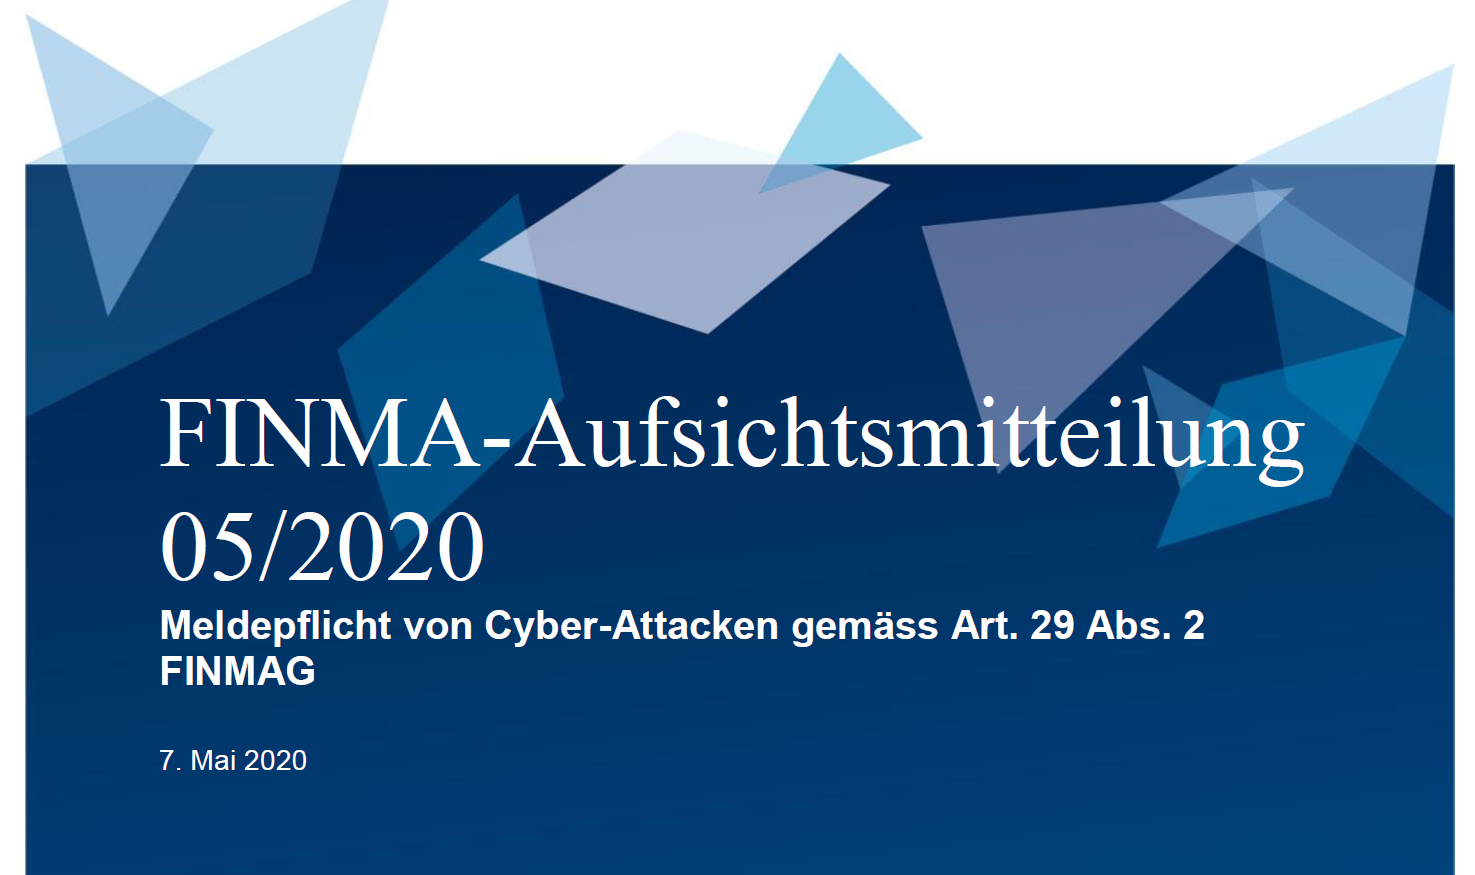 FINMA-Aufsichtsmitteilung
05/2020
Meldepflicht von Cyber-Attacken gemäss Art. 29 Abs. 2
FINMAG
7. Mai 2020